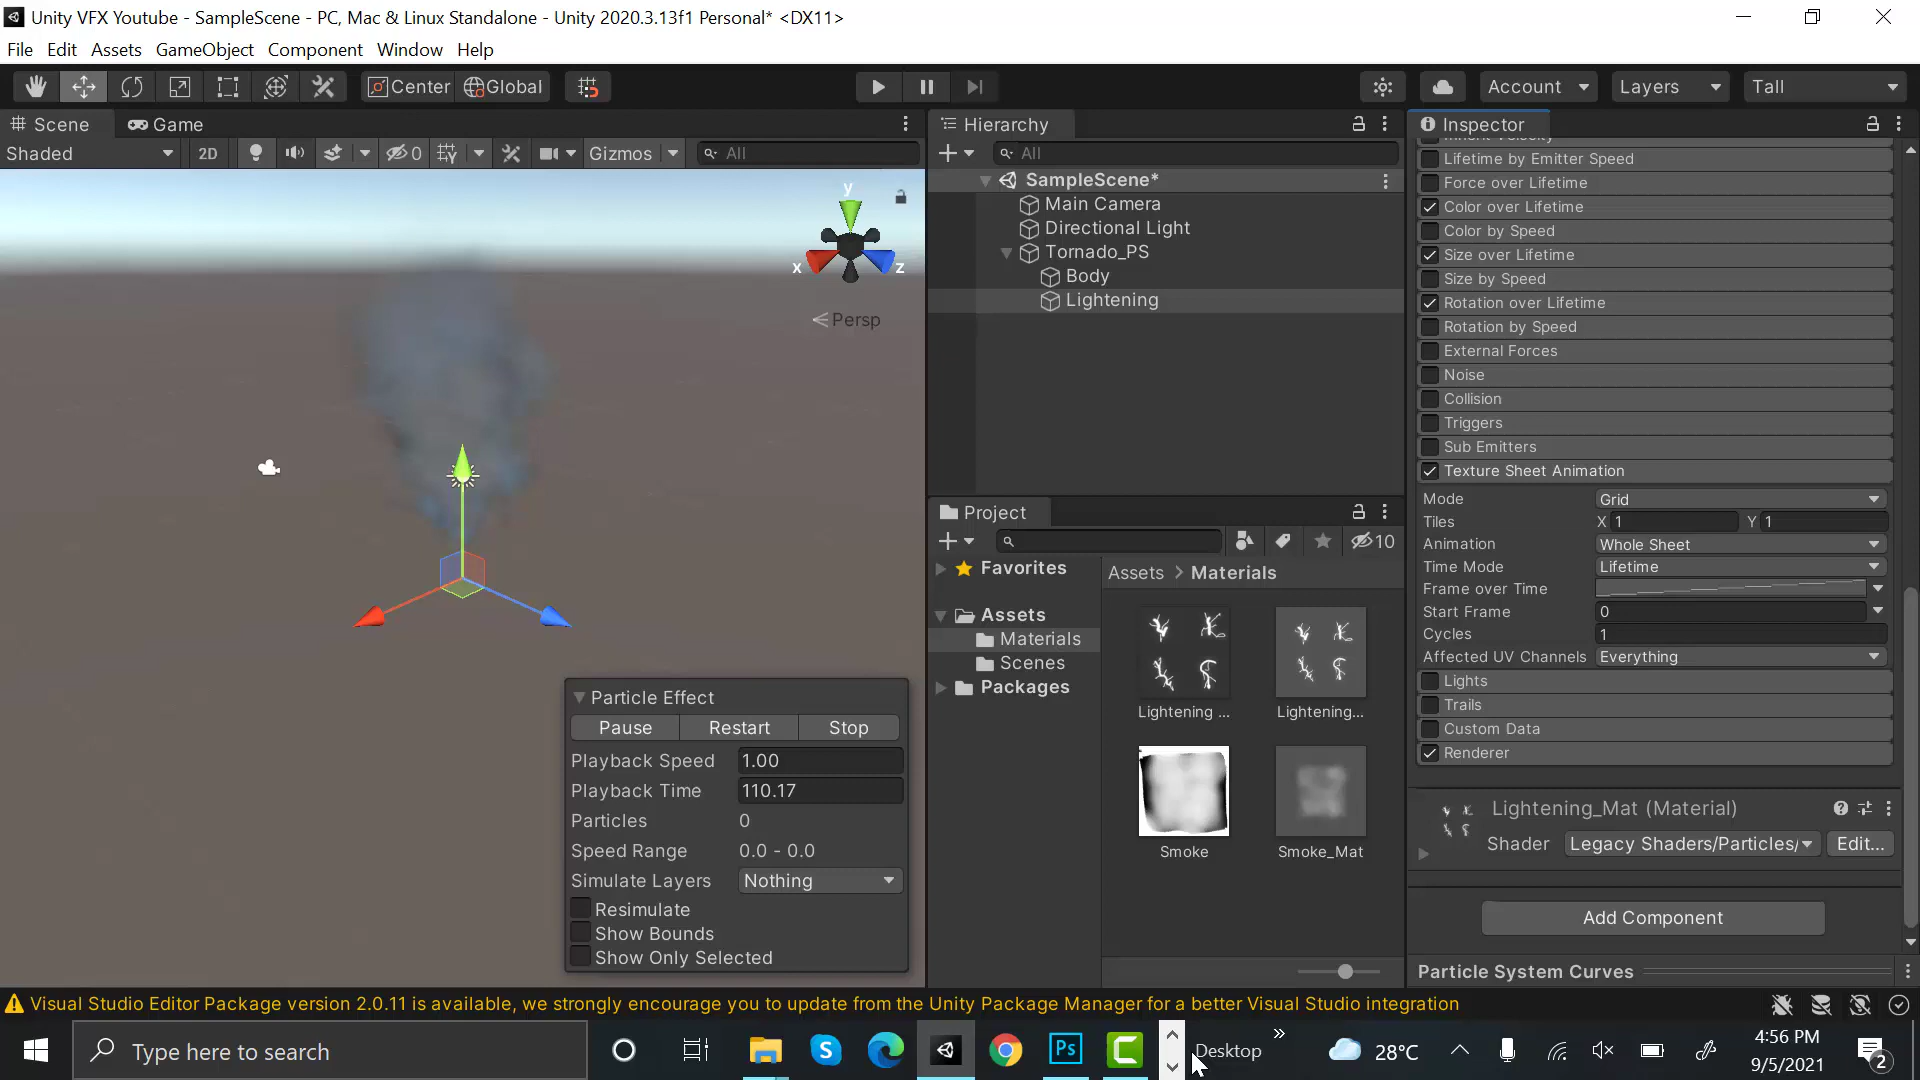 Unity VFX Youtube - SampleScene - PC, Mac & Linux Standalone - Unity 2020.3.13f1 Personal* <DX11>
File Edit Assets GameObject Component Window Help
Center Global Account Layers Tall
Scene Game
Shaded 2D 0 Gizmos All
y
x z
Persp
Particle Effect
Pause Restart Stop
Playback Speed 1.00
Playback Time 110.17
Particles 0
Speed Range 0.0 - 0.0
Simulate Layers Nothing
Resimulate
Show Bounds
Show Only Selected
Hierarchy
All
SampleScene*
Main Camera
Directional Light
Tornado_PS
Body
Lightening
Project
10
Favorites
Assets
Materials
Scenes
Packages
Assets > Materials
Lightening ... Lightening...
Smoke Smoke_Mat
Inspector
Inherit Velocity
Lifetime by Emitter Speed
Force over Lifetime
Color over Lifetime
Color by Speed
Size over Lifetime
Size by Speed
Rotation over Lifetime
Rotation by Speed
External Forces
Noise
Collision
Triggers
Sub Emitters
Texture Sheet Animation
Mode Grid
Tiles X 1 Y 1
Animation Whole Sheet
Time Mode Lifetime
Frame over Time
Start Frame 0
Cycles 1
Affected UV Channels Everything
Lights
Trails
Custom Data
Renderer
Lightening_Mat (Material)
Shader Legacy Shaders/Particles/ Edit...
Add Component
Particle System Curves
Visual Studio Editor Package version 2.0.11 is available, we strongly encourage you to update from the Unity Package Manager for a better Visual Studio integration
Type here to search
Ps
Desktop
28°C
4:56 PM
9/5/2021
2